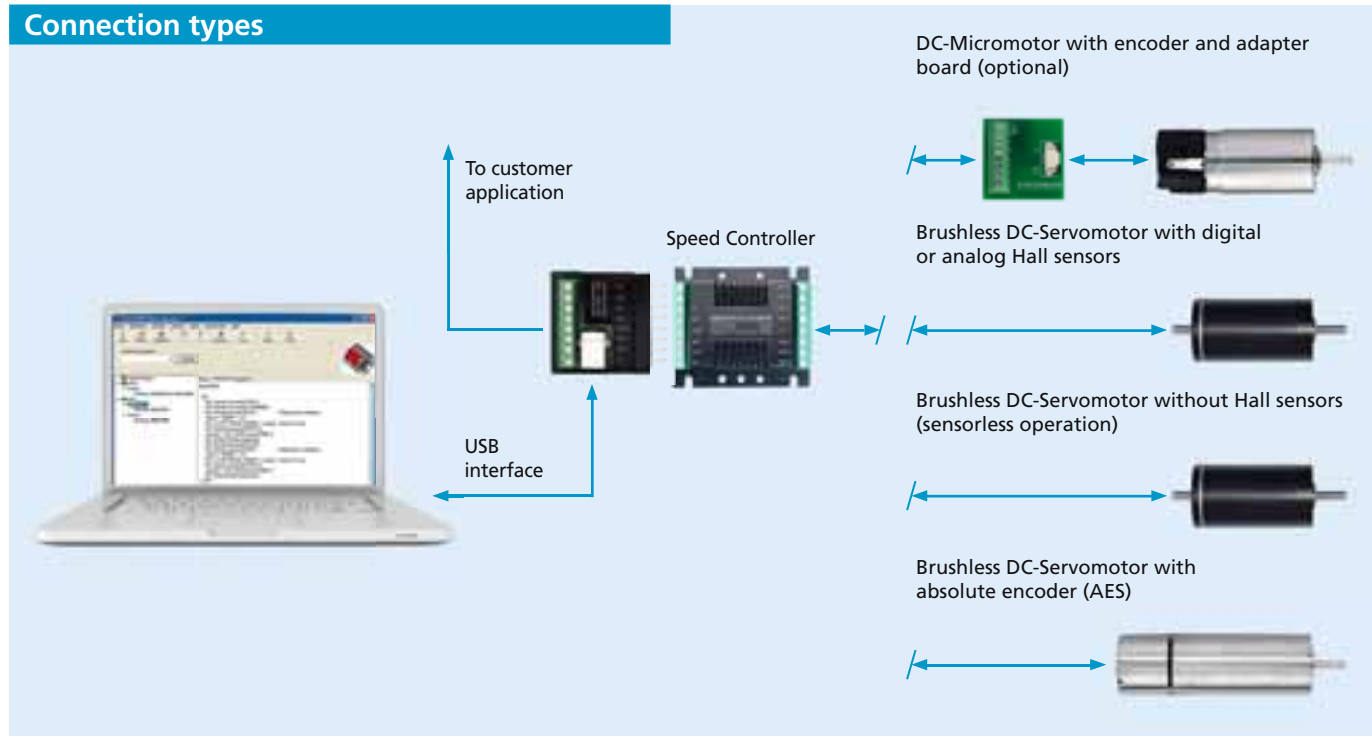 Connection types
DC-Micromotor with encoder and adapter
board (optional)
To customer
application
Speed Controller
Brushless DC-Servomotor with digital
or analog Hall sensors
Brushless DC-Servomotor without Hall sensors
(sensorless operation)
USB
interface
Brushless DC-Servomotor with
absolute encoder (AES)